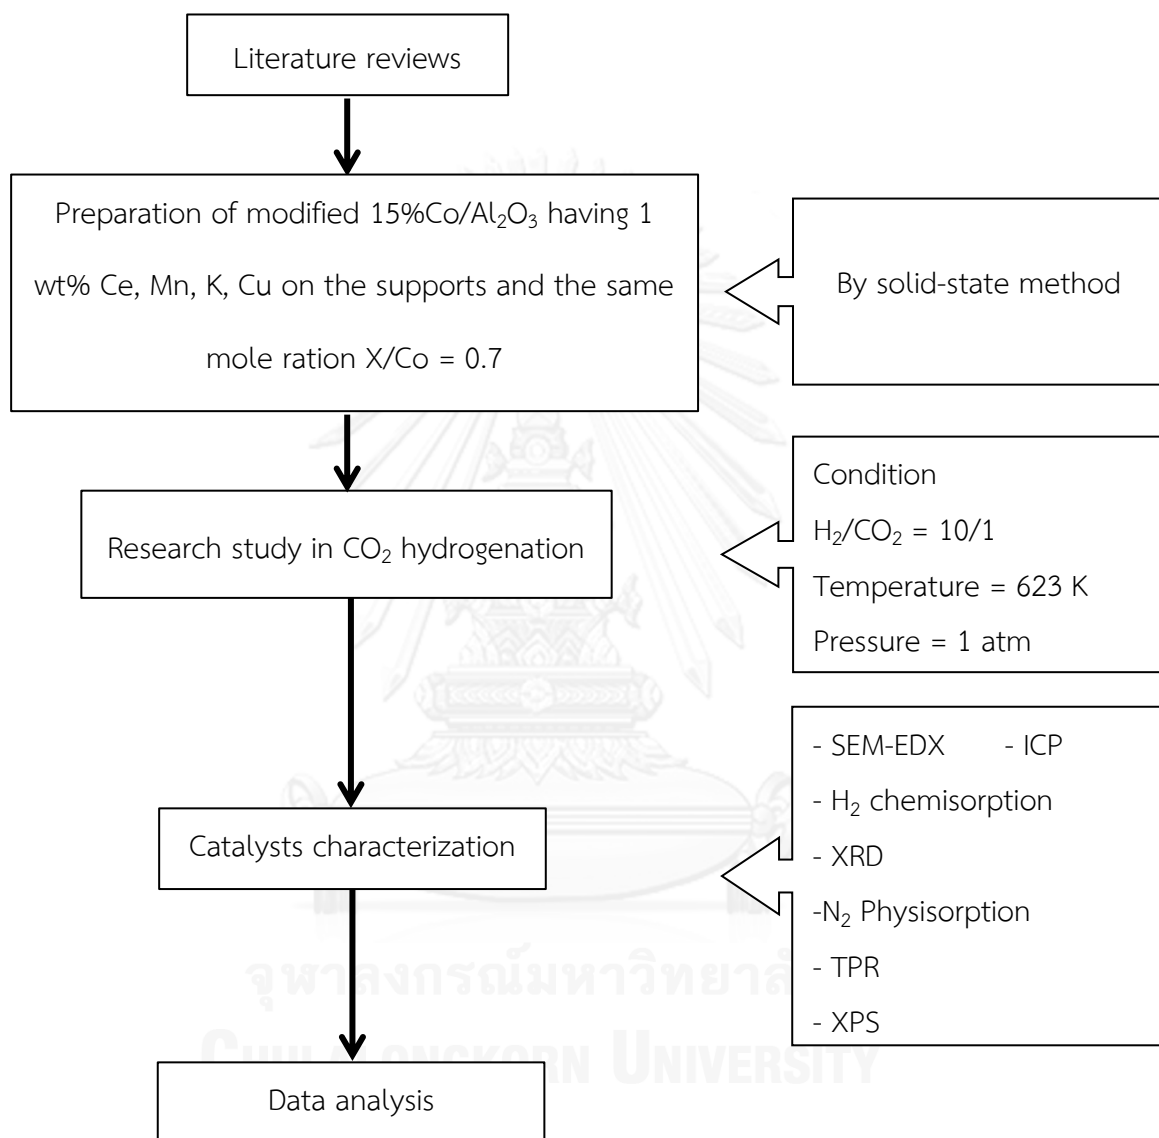 Literature reviews
Preparation of modified 15%Co/Al₂O₃ having 1
wt% Ce, Mn, K, Cu on the supports and the same
mole ration X/Co = 0.7
By solid-state method
Research study in CO₂ hydrogenation
Condition
H₂/CO₂ = 10/1
Temperature = 623 K
Pressure = 1 atm
Catalysts characterization
- SEM-EDX - ICP
- H₂ chemisorption
- XRD
-N₂ Physisorption
- TPR
- XPS
Data analysis
UNIVERSITY